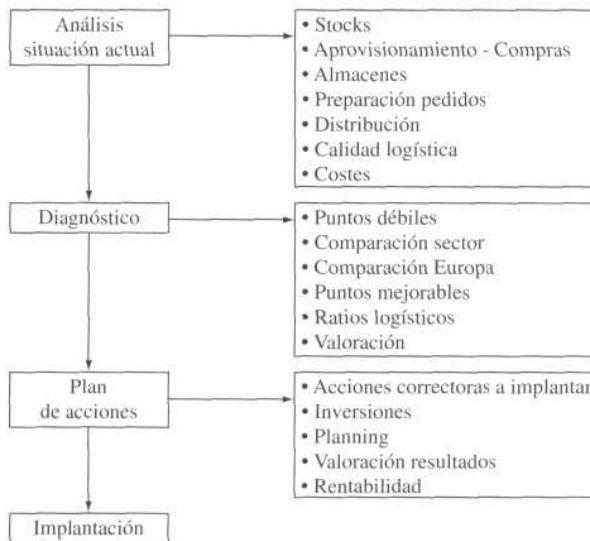 Análisis
situación actual
• Stocks
• Aprovisionamiento - Compras
• Almacenes
• Preparación pedidos
• Distribución
• Calidad logística
• Costes
Diagnóstico
• Puntos débiles
• Comparación sector
• Comparación Europa
• Puntos mejorables
• Ratios logísticos
• Valoración
Plan
de acciones
• Acciones correctoras a implantar
• Inversiones
• Planning
• Valoración resultados
• Rentabilidad
Implantación